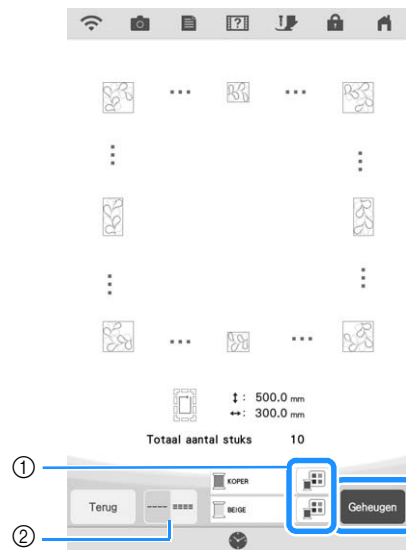 ↕: 500.0 mm
↔: 300.0 mm
Totaal aantal stuks 10
①
KOPER
Terug
BEIGE
Geheugen
②